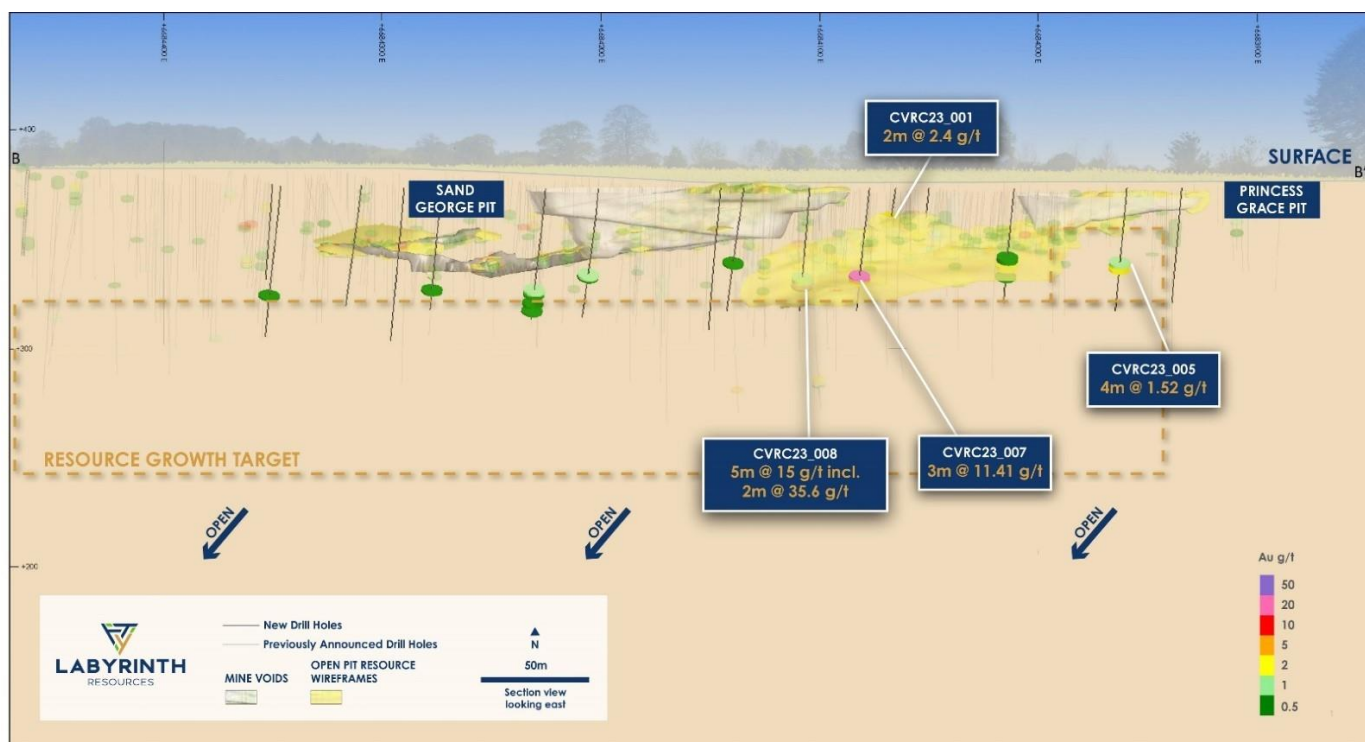 +400
B
SURFACE
B'
SAND
GEORGE PIT
PRINCESS
GRACE PIT
CVRC23_001
2m @ 2.4 g/t
+300
CVRC23_005
4m @ 1.52 g/t
CVRC23_008
5m @ 15 g/t incl.
2m @ 35.6 g/t
CVRC23_007
3m @ 11.41 g/t
RESOURCE GROWTH TARGET
OPEN
OPEN
OPEN
+200
LABYRINTH
RESOURCES
New Drill Holes
Previously Announced Drill Holes
MINE VOIDS
OPEN PIT RESOURCE
WIREFRAMES
N
50m
Section view
looking east
Au g/t
50
20
10
5
2
1
0.5